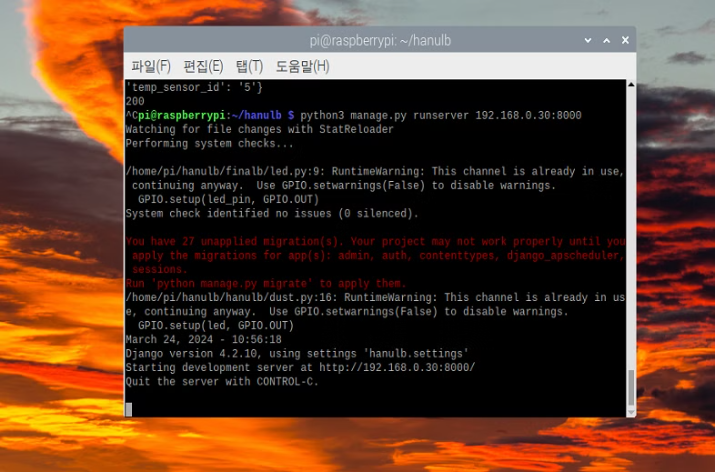 pi@raspberrypi: ~/hanulb
파일(F) 편집(E) 탭(T) 도움말(H)
'temp_sensor_id': '5'}
200
^Cpi@raspberrypi:~/hanulb $ python3 manage.py runserver 192.168.0.30:8000
Watching for file changes with StatReloader
Performing system checks...
/home/pi/hanulb/finalb/led.py:9: RuntimeWarning: This channel is already in use,
continuing anyway.  Use GPIO.setwarnings(False) to disable warnings.
GPIO.setup(led_pin, GPIO.OUT)
System check identified no issues (0 silenced).
You have 27 unapplied migration(s). Your project may not work properly until you
apply the migrations for app(s): admin, auth, contenttypes, django_apscheduler,
sessions.
Run 'python manage.py migrate' to apply them.
/home/pi/hanulb/hanulb/dust.py:16: RuntimeWarning: This channel is already in us
e, continuing anyway.  Use GPIO.setwarnings(False) to disable warnings.
GPIO.setup(led, GPIO.OUT)
March 24, 2024 - 10:56:18
Django version 4.2.10, using settings 'hanulb.settings'
Starting development server at http://192.168.0.30:8000/
Quit the server with CONTROL-C.